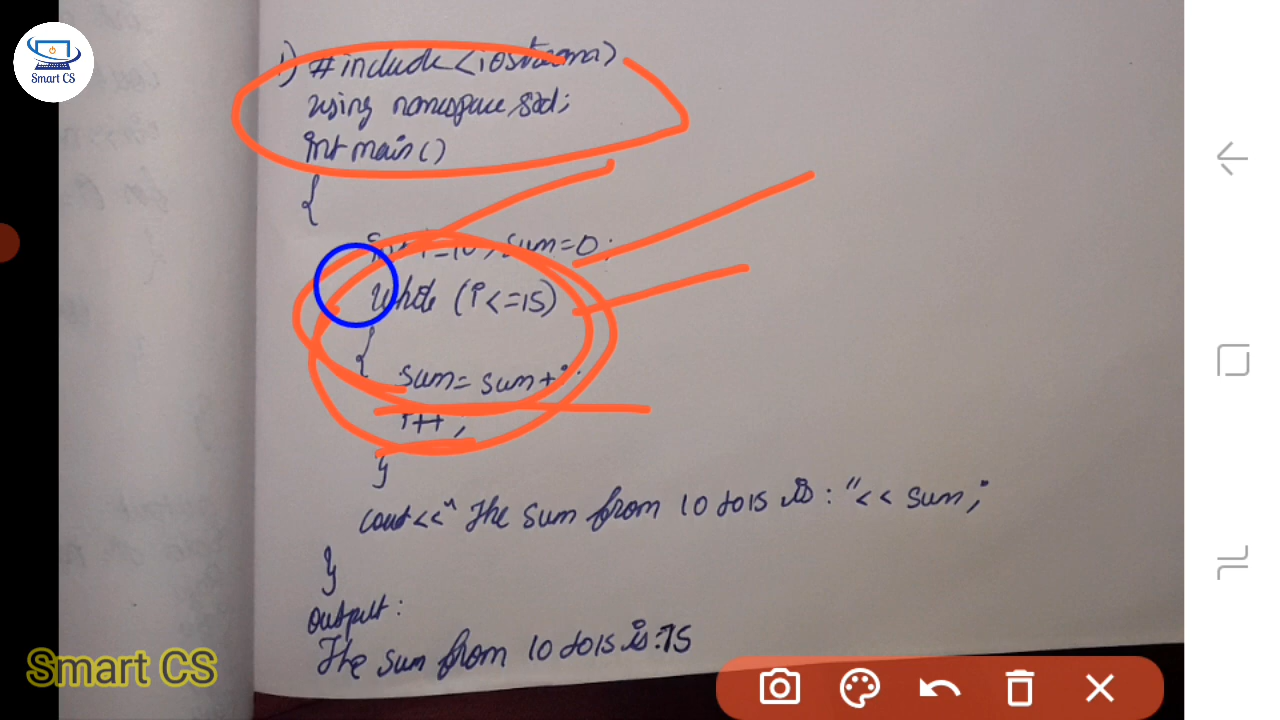 Smart CS
1) #include<iostream>
using namespace std;
int main()
{
int i=10, sum=0;
while (i<=15)
{
sum= sum+i;
i++;
}
cout<<"The sum from 10 to 15 is: "<< sum;
}
output:
The sum from 10 to 15 is: 75
Smart CS